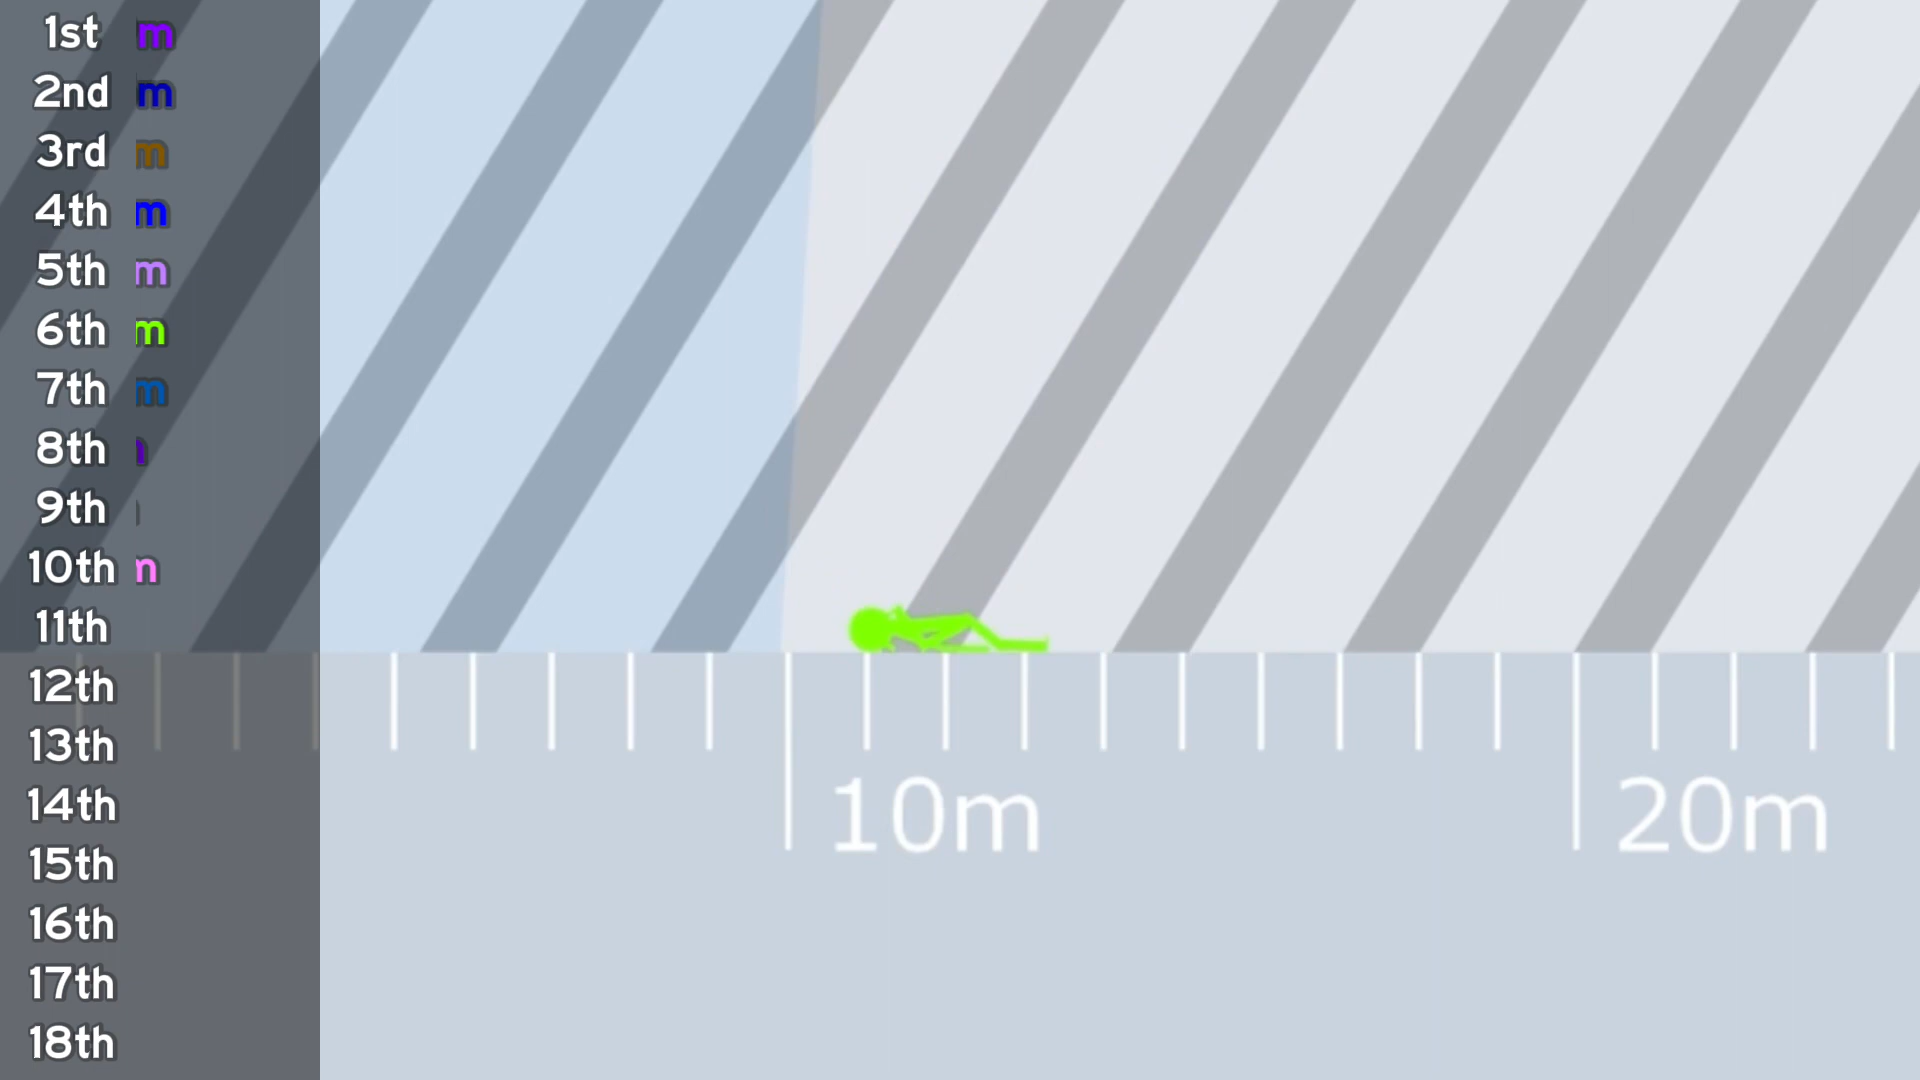 1st m
2nd m
3rd m
4th m
5th m
6th m
7th m
8th
9th
10th m
11th
12th
13th
14th
15th
16th
17th
18th
10m
20m